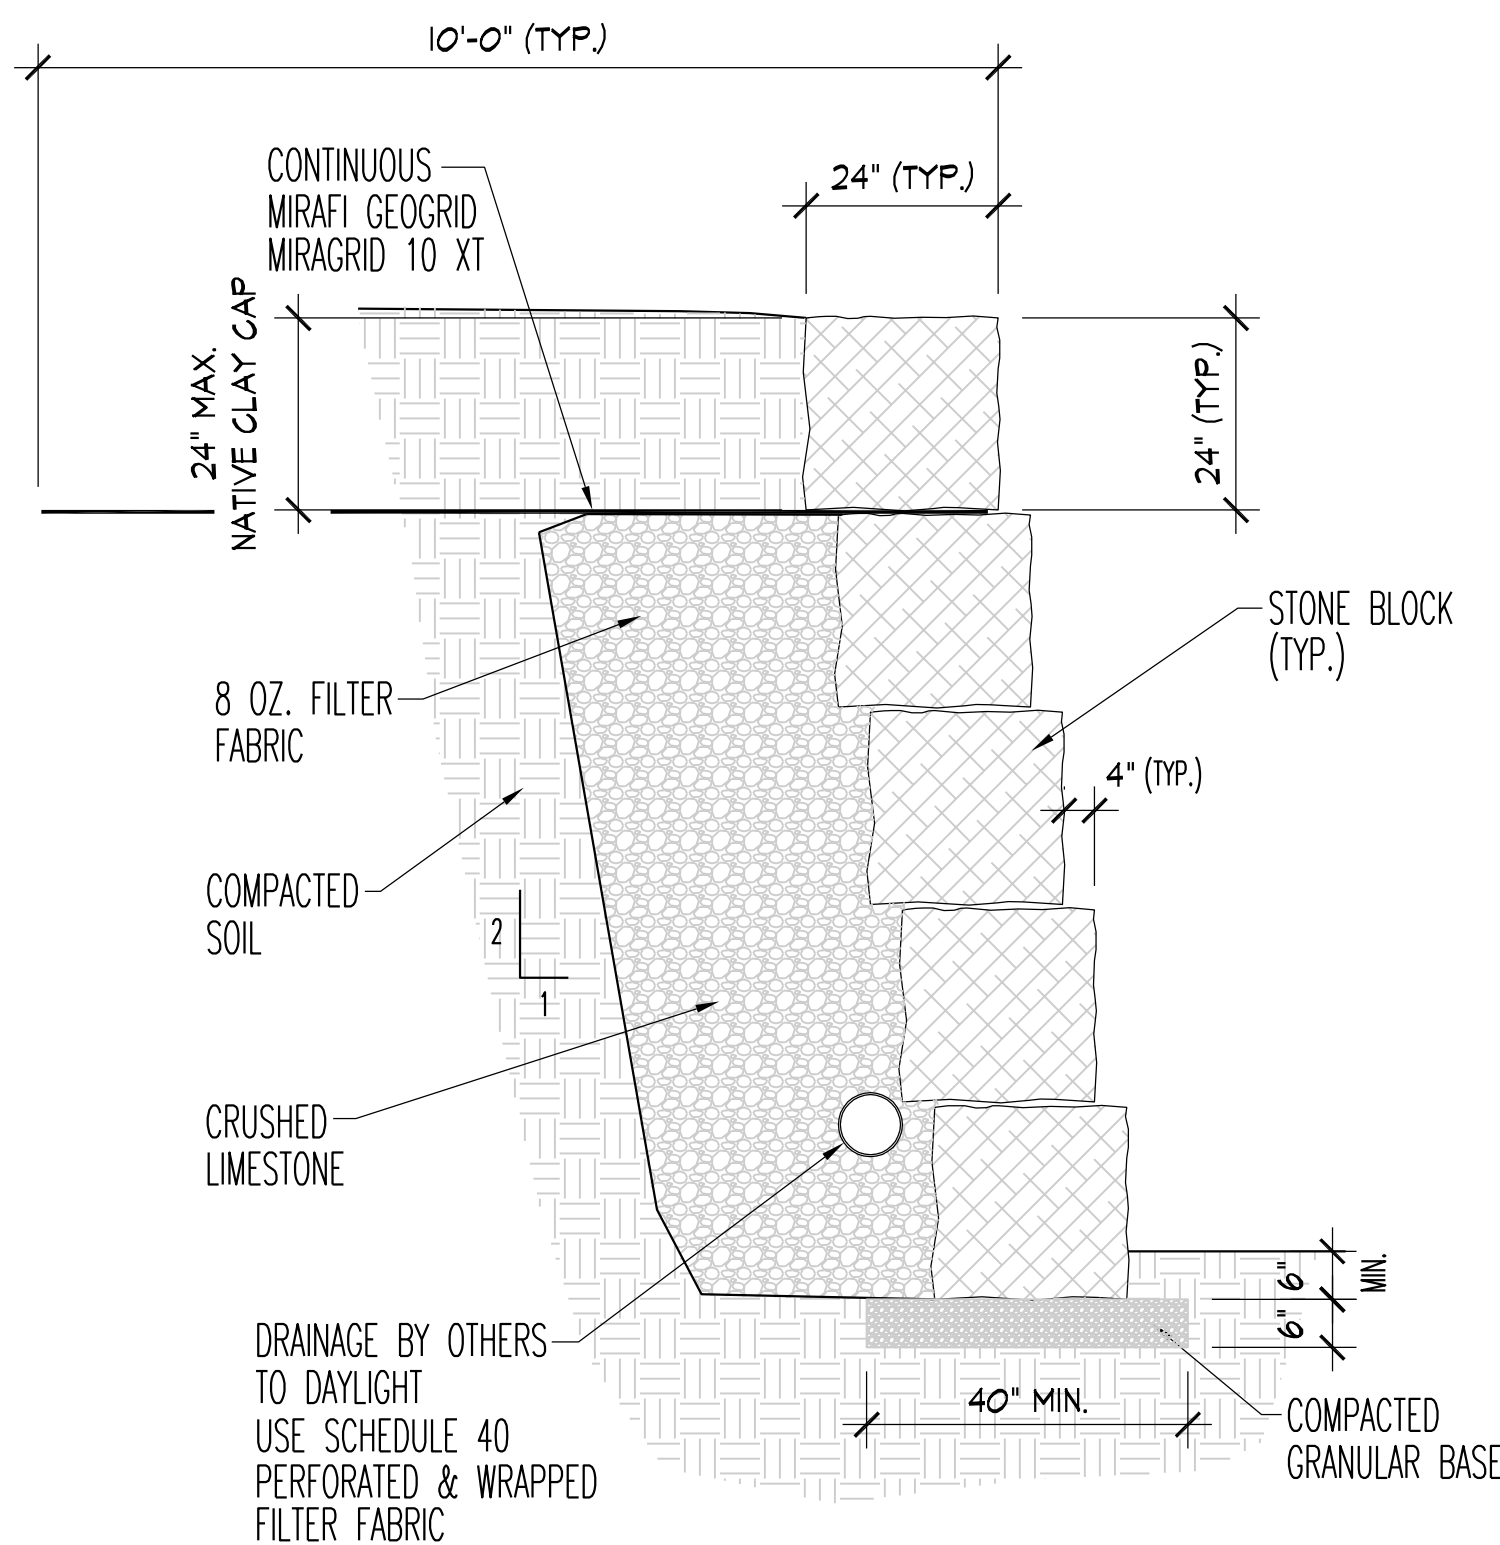 10'-0" (TYP.)
CONTINUOUS
MIRAFI GEOGRID
MIRAGRID 10 XT
24" (TYP.)
24" MAX.
NATIVE CLAY CAP
24" (TYP.)
STONE BLOCK
(TYP.)
8 OZ. FILTER
FABRIC
4" (TYP.)
COMPACTED
SOIL
2
1
CRUSHED
LIMESTONE
6"
MIN.
6"
DRAINAGE BY OTHERS
TO DAYLIGHT
USE SCHEDULE 40
PERFORATED & WRAPPED
FILTER FABRIC
40" MIN.
COMPACTED
GRANULAR BASE